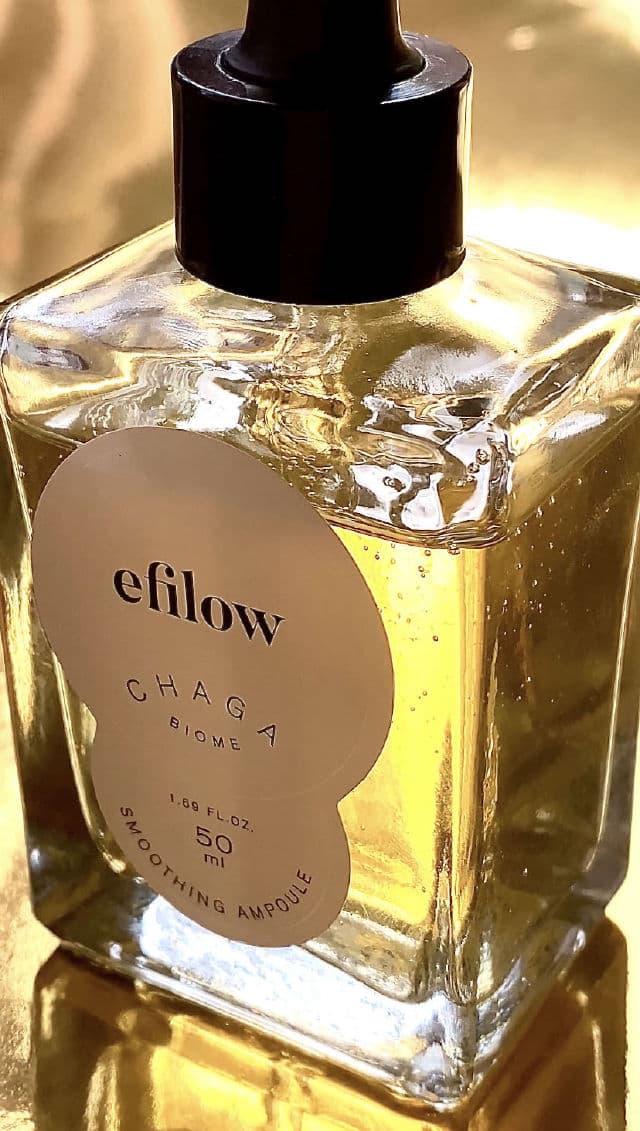 efilow
CHAGA
BIOME
1.69 FL.OZ.
50
ml
SMOOTHING AMPOULE